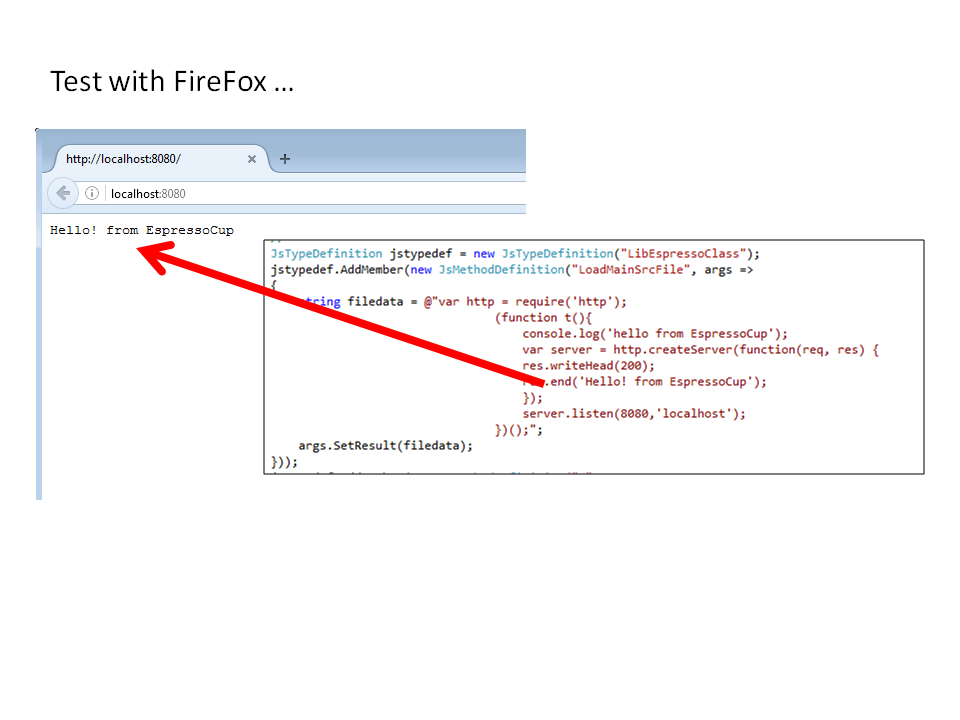 Test with FireFox ...
http://localhost:8080/
localhost:8080
Hello! from EspressoCup
JsTypeDefinition jstypedef = new JsTypeDefinition("LibEspressoClass");
jstypedef.AddMember(new JsMethodDefinition("LoadMainSrcFile", args =>
{
string filedata = @"var http = require('http');
(function t(){
console.log('hello from EspressoCup');
var server = http.createServer(function(req, res) {
res.writeHead(200);
res.end('Hello! from EspressoCup');
});
server.listen(8080,'localhost');
})();";
args.SetResult(filedata);
}));